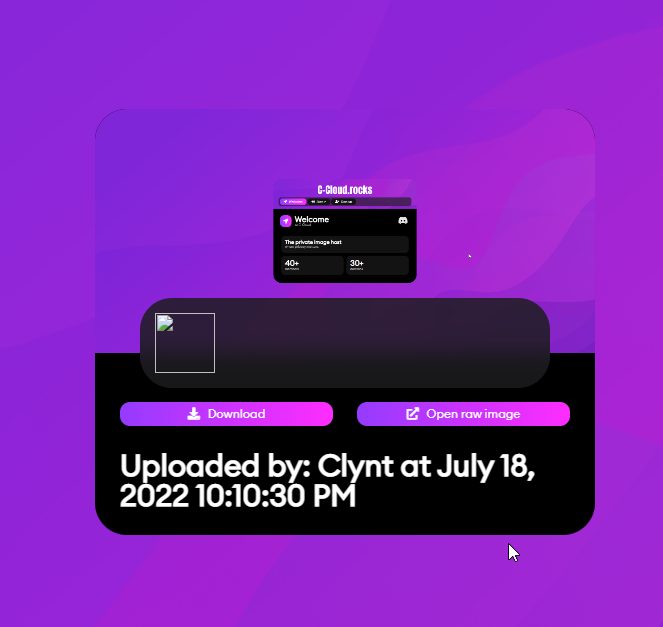 C-Cloud.rocks
Welcome
Welcome
The private image host
40+
30+
Download
Open raw image
Uploaded by: Clynt at July 18,
2022 10:10:30 PM